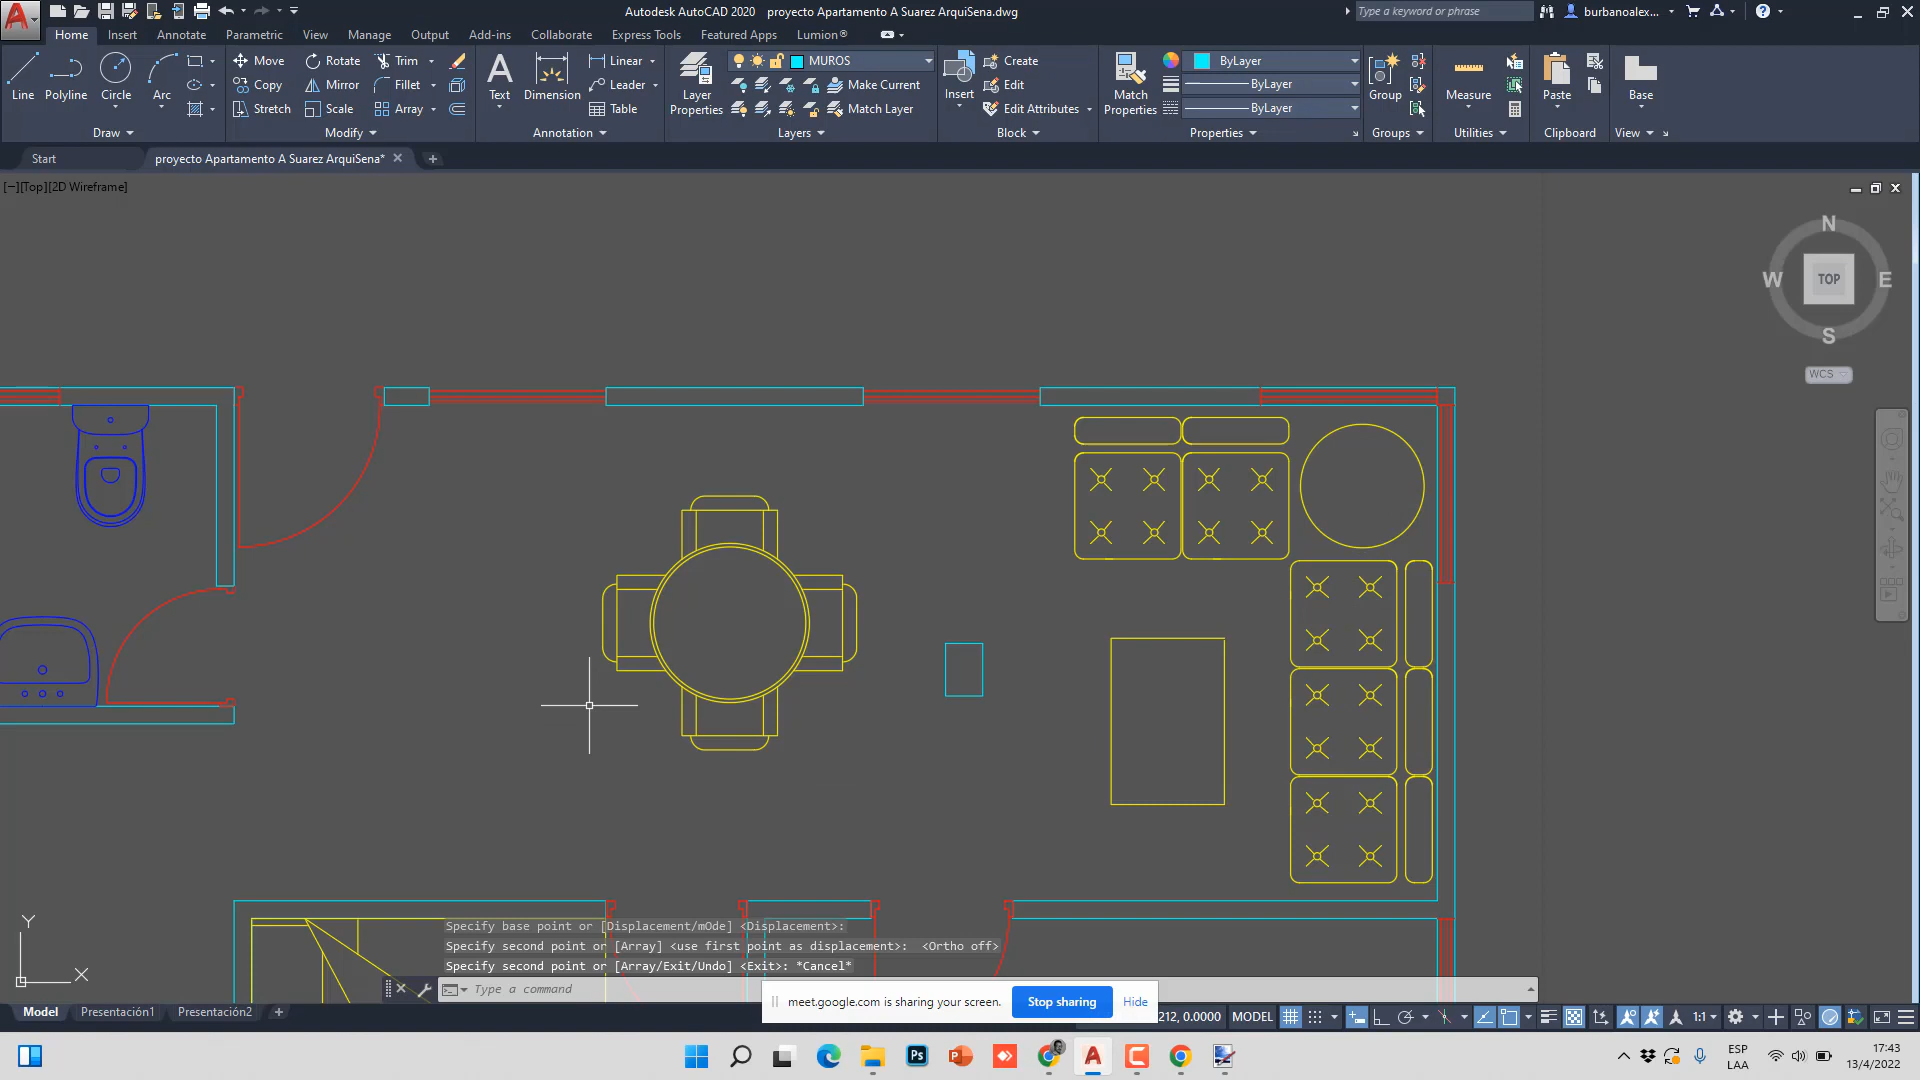 Autodesk AutoCAD 2020 proyecto Apartamento A Suarez ArquiSena.dwg
Type a keyword or phrase
burbanoalex...
Home Insert Annotate Parametric View Manage Output Add-ins Collaborate Express Tools Featured Apps Lumion®
Line Polyline Circle Arc
Move Rotate Trim
Copy Mirror Fillet
Stretch Scale Array
Text Dimension
Linear
Leader
Table
Layer Properties
MUROS
Make Current
Match Layer
Insert
Create
Edit
Edit Attributes
Match Properties
ByLayer
ByLayer
ByLayer
Group
Measure
Paste
Base
Draw Modify Annotation Layers Block Properties Groups Utilities Clipboard View
Start proyecto Apartamento A Suarez ArquiSena*
[−][Top][2D Wireframe]
N
W TOP E
S
WCS
Specify base point or [Displacement/mOde] <Displacement>:
Specify second point or [Array] <use first point as displacement>: <Ortho off>
Specify second point or [Array/Exit/Undo] <Exit>: *Cancel*
Type a command
Y
X
meet.google.com is sharing your screen. Stop sharing Hide
Model Presentación1 Presentación2
212, 0.0000 MODEL 1:1
Ps
ESP
LAA
17:43
13/4/2022